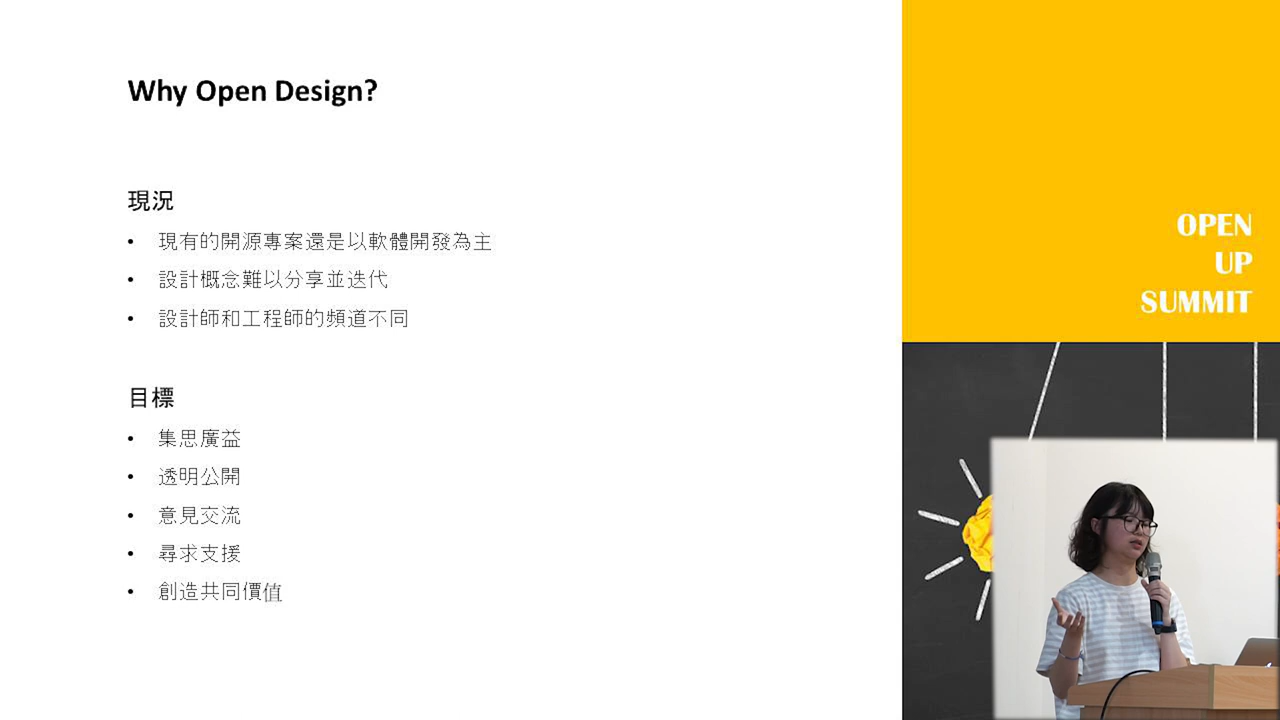 Why Open Design?
現況
• 現有的開源專案還是以軟體開發為主
• 設計概念難以分享並迭代
• 設計師和工程師的頻道不同
目標
• 集思廣益
• 透明公開
• 意見交流
• 尋求支援
• 創造共同價值
OPEN
UP
SUMMIT